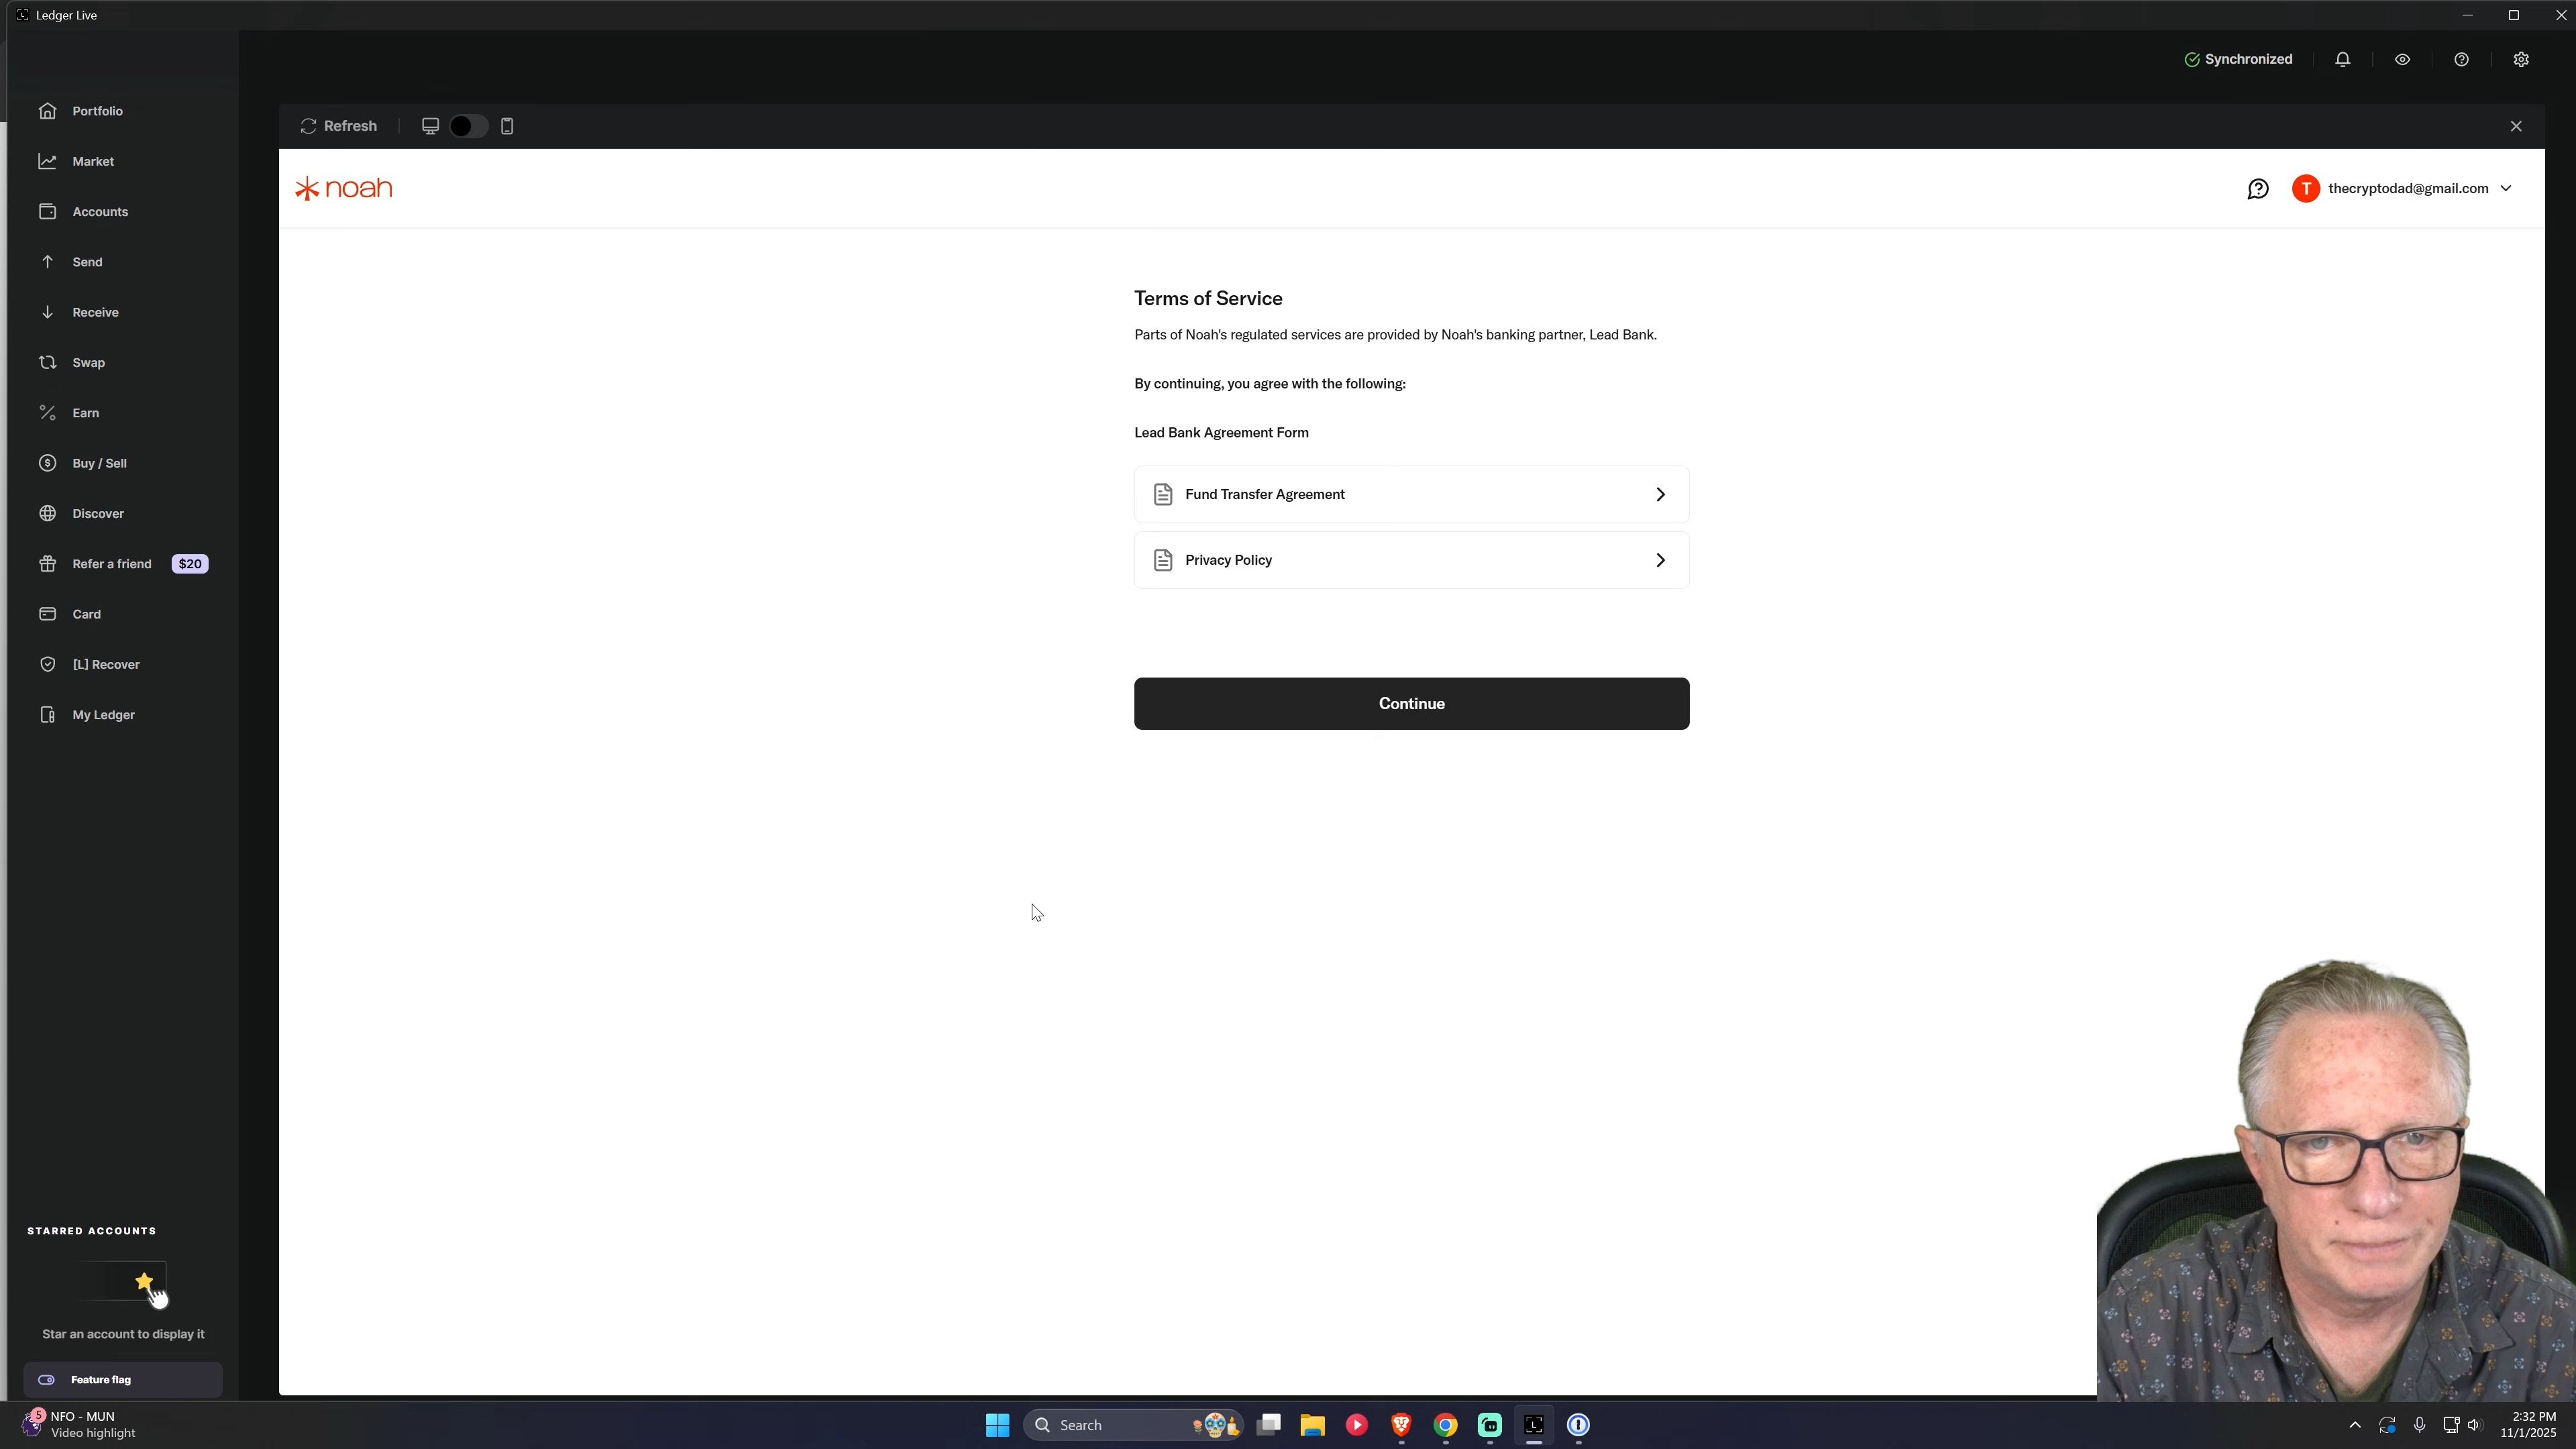 Ledger Live
Synchronized
Portfolio
Market
Accounts
Send
Receive
Swap
Earn
Buy / Sell
Discover
Refer a friend $20
Card
[L] Recover
My Ledger
STARRED ACCOUNTS
Star an account to display it
Feature flag
Refresh
noah
T thecryptodad@gmail.com
Terms of Service
Parts of Noah's regulated services are provided by Noah's banking partner, Lead Bank.
By continuing, you agree with the following:
Lead Bank Agreement Form
Fund Transfer Agreement
Privacy Policy
Continue
5 NFO - MUN
Video highlight
Search
2:32 PM
11/1/2025